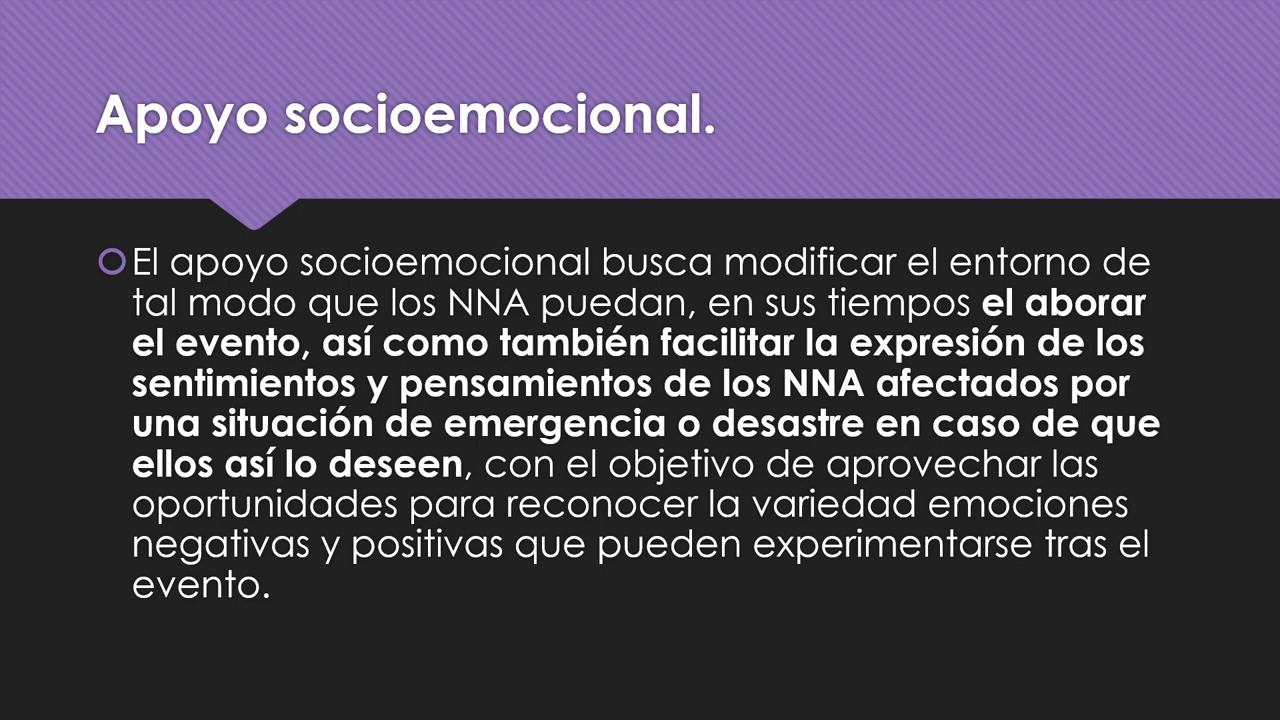 Apoyo socioemocional.
El apoyo socioemocional busca modificar el entorno de
tal modo que los NNA puedan, en sus tiempos el aborar
el evento, así como también facilitar la expresión de los
sentimientos y pensamientos de los NNA afectados por
una situación de emergencia o desastre en caso de que
ellos así lo deseen, con el objetivo de aprovechar las
oportunidades para reconocer la variedad emociones
negativas y positivas que pueden experimentarse tras el
evento.